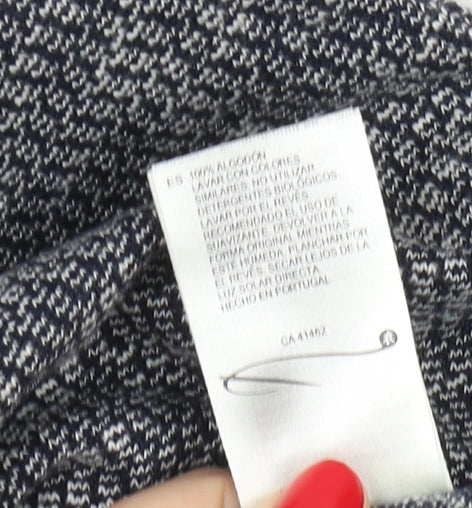 ES 100% ALGODÓN
LAVAR CON COLORES
SIMILARES. NO UTILIZAR
DETERGENTES BIOLÓGICOS
LAVAR POR EL REVÉS.
RECOMENDADO EL USO DE
SUAVIZANTE. DEVOLVER A LA
FORMA ORIGINAL MIENTRAS
ESTÉ HÚMEDA. PLANCHAR POR
EL REVÉS. SECAR LEJOS DE LA
LUZ SOLAR DIRECTA.
HECHO EN PORTUGAL
CA 41462
®